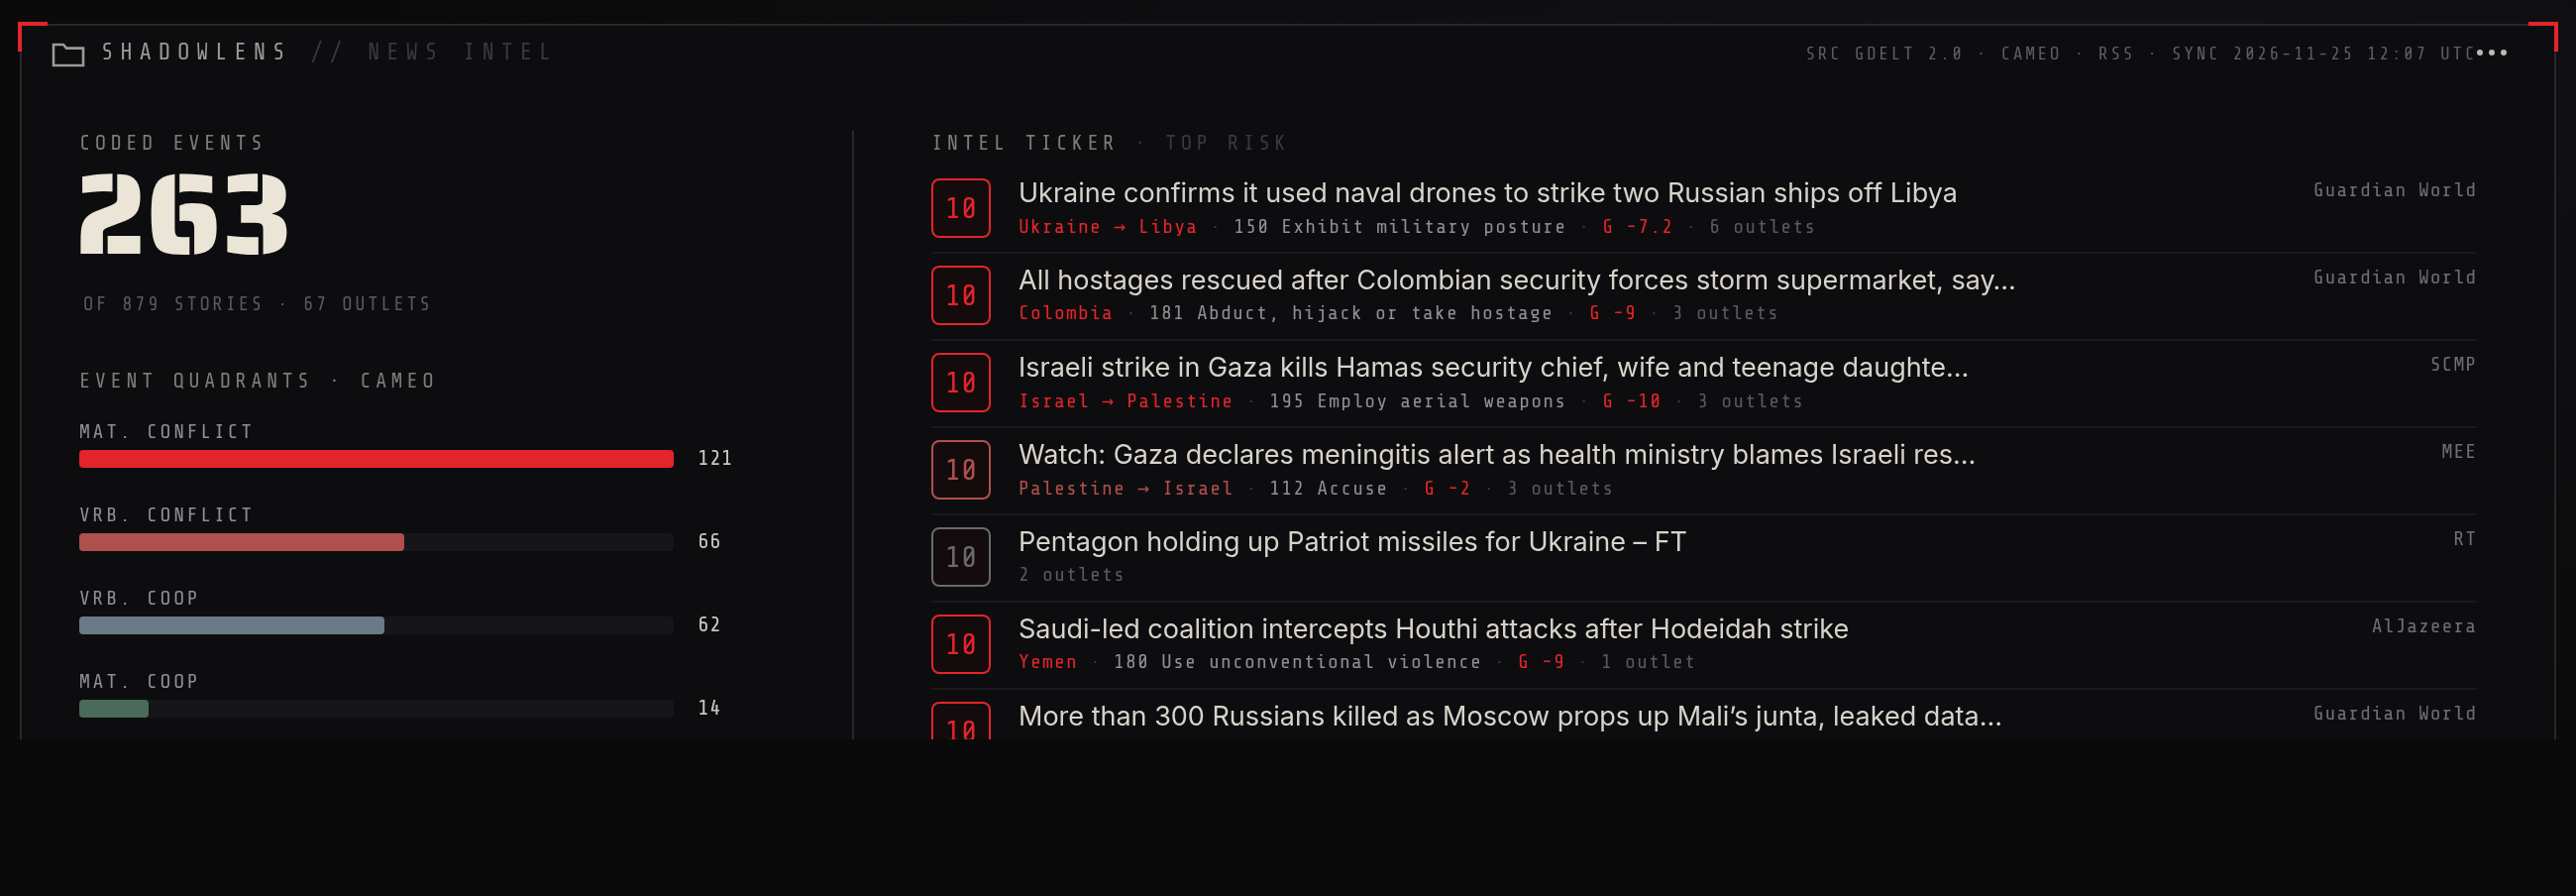 SHADOWLENS // NEWS INTEL
SRC GDELT 2.0 · CAMEO · RSS · SYNC 2026-11-25 12:07 UTC
CODED EVENTS
263
OF 879 STORIES · 67 OUTLETS
EVENT QUADRANTS · CAMEO
MAT. CONFLICT
121
VRB. CONFLICT
66
VRB. COOP
62
MAT. COOP
14
INTEL TICKER · TOP RISK
10 Ukraine confirms it used naval drones to strike two Russian ships off Libya Guardian World
Ukraine → Libya · 150 Exhibit military posture · G -7.2 · 6 outlets
10 All hostages rescued after Colombian security forces storm supermarket, say… Guardian World
Colombia · 181 Abduct, hijack or take hostage · G -9 · 3 outlets
10 Israeli strike in Gaza kills Hamas security chief, wife and teenage daughte… SCMP
Israel → Palestine · 195 Employ aerial weapons · G -10 · 3 outlets
10 Watch: Gaza declares meningitis alert as health ministry blames Israeli res… MEE
Palestine → Israel · 112 Accuse · G -2 · 3 outlets
10 Pentagon holding up Patriot missiles for Ukraine – FT RT
2 outlets
10 Saudi-led coalition intercepts Houthi attacks after Hodeidah strike AlJazeera
Yemen · 180 Use unconventional violence · G -9 · 1 outlet
10 More than 300 Russians killed as Moscow props up Mali’s junta, leaked data… Guardian World